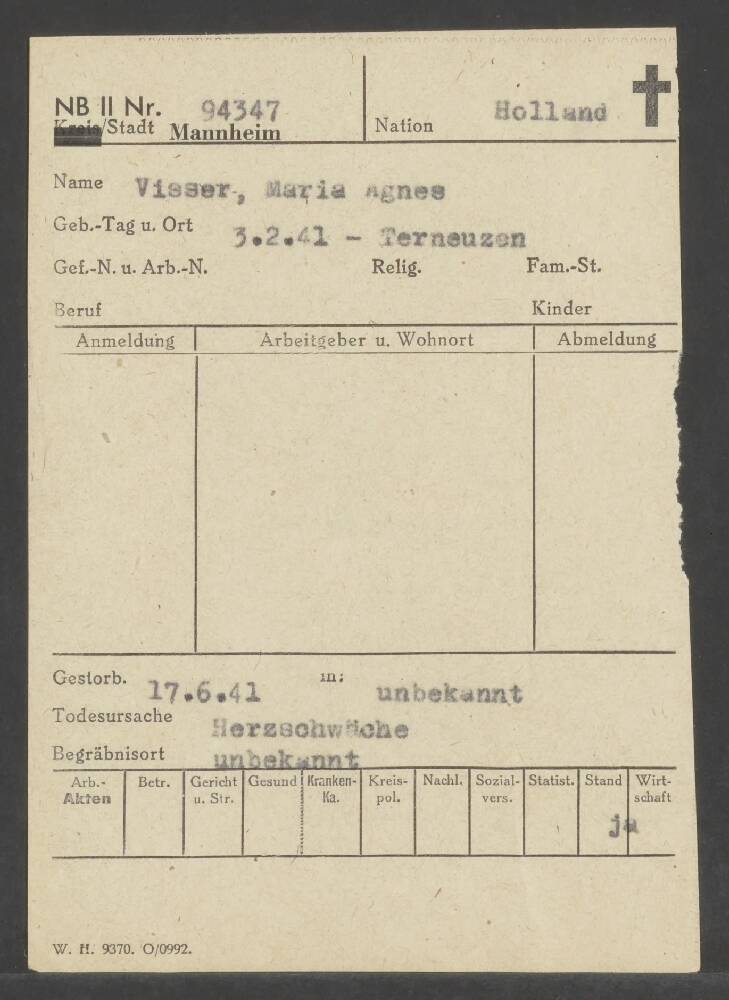 NB II Nr. 94347
Kreis/Stadt Mannheim
Nation Holland
Name Visser, Maria Agnes
Geb.-Tag u. Ort 3.2.41 - Terneuzen
Gef.-N. u. Arb.-N. Relig. Fam.-St.
Beruf Kinder
Anmeldung Arbeitgeber u. Wohnort Abmeldung
Gestorb. 17.6.41 in: unbekannt
Todesursache Herzschwäche
Begräbnisort unbekannt
Arb.- Betr. Gericht Gesund Kranken- Kreis- Nachl. Sozial- Statist. Stand Wirt-
Akten u. Str. Ka. pol. vers. schaft
ja
W. H. 9370. O/0992.